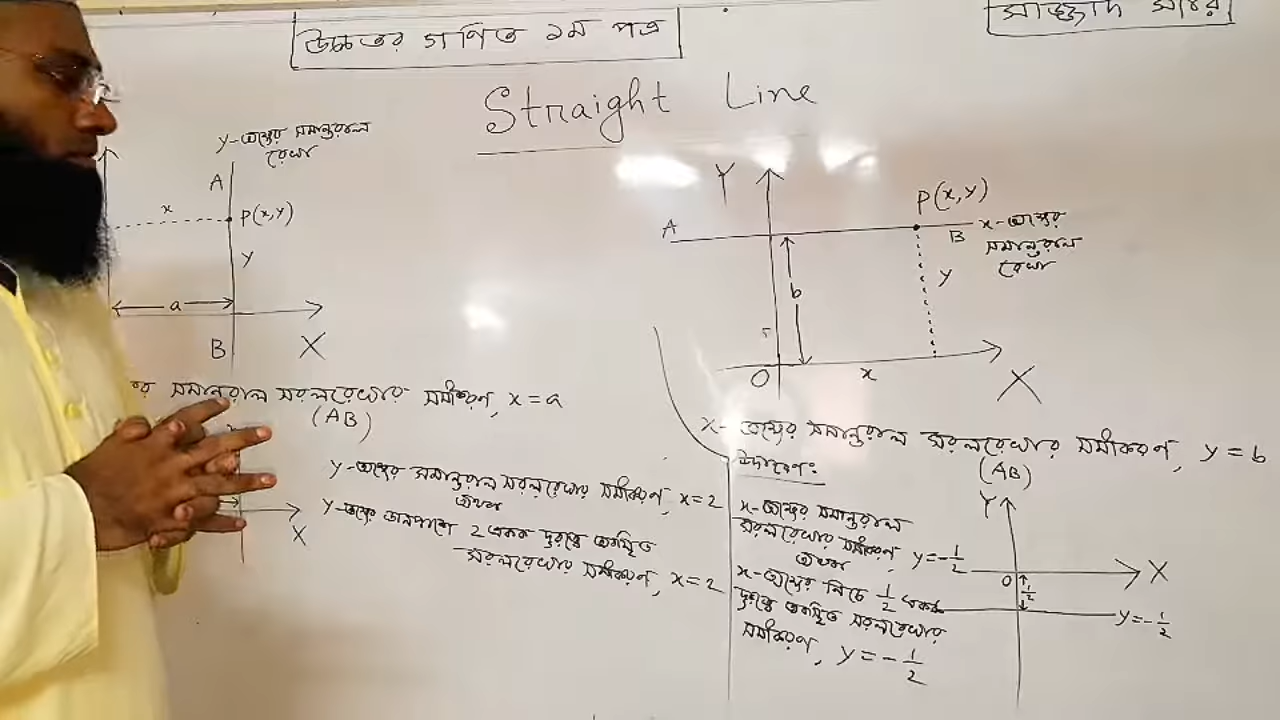 উচ্চতর গণিত ১ম পত্র
সাজ্জাদ স্যার
Straight Line
y-অক্ষের সমান্তরাল
রেখা
A
x
P(x,y)
y
a
B
X
র সমান্তরাল সরলরেখার সমীকরণ, x = a
(AB)
y-অক্ষের সমান্তরাল সরলরেখার সমীকরণ, x = 2
অথবা
y-অক্ষের ডানপাশে 2 একক দূরত্বে অবস্থিত
সরলরেখার সমীকরণ, x = 2
X
Y
P(x,y)
A
B
x-অক্ষের
সমান্তরাল
রেখা
b
y
O
x
X
x-অক্ষের সমান্তরাল সরলরেখার সমীকরণ, y = b
(AB)
উদাহরণঃ
x-অক্ষের সমান্তরাল
সরলরেখার সমীকরণ, y = -1/2
অথবা
x-অক্ষের নিচে 1/2 একক
দূরত্বে অবস্থিত সরলরেখার
সমীকরণ, y = -1/2
Y
O
X
1/2
y = -1/2